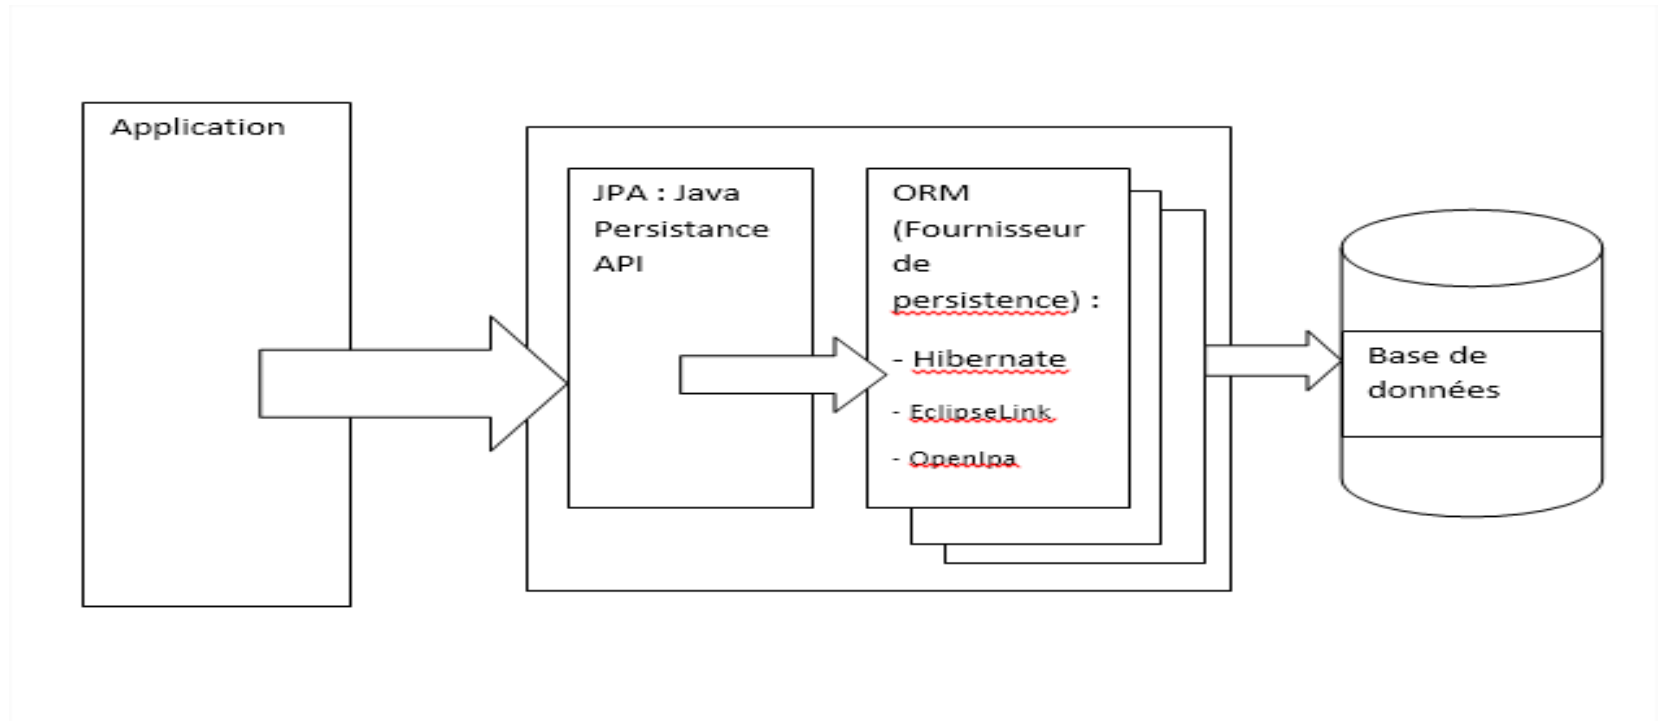 Application
JPA : Java
Persistance
API
ORM
(Fournisseur
de
persistence) :
- Hibernate
- EclipseLink
- OpenJpa
Base de
données